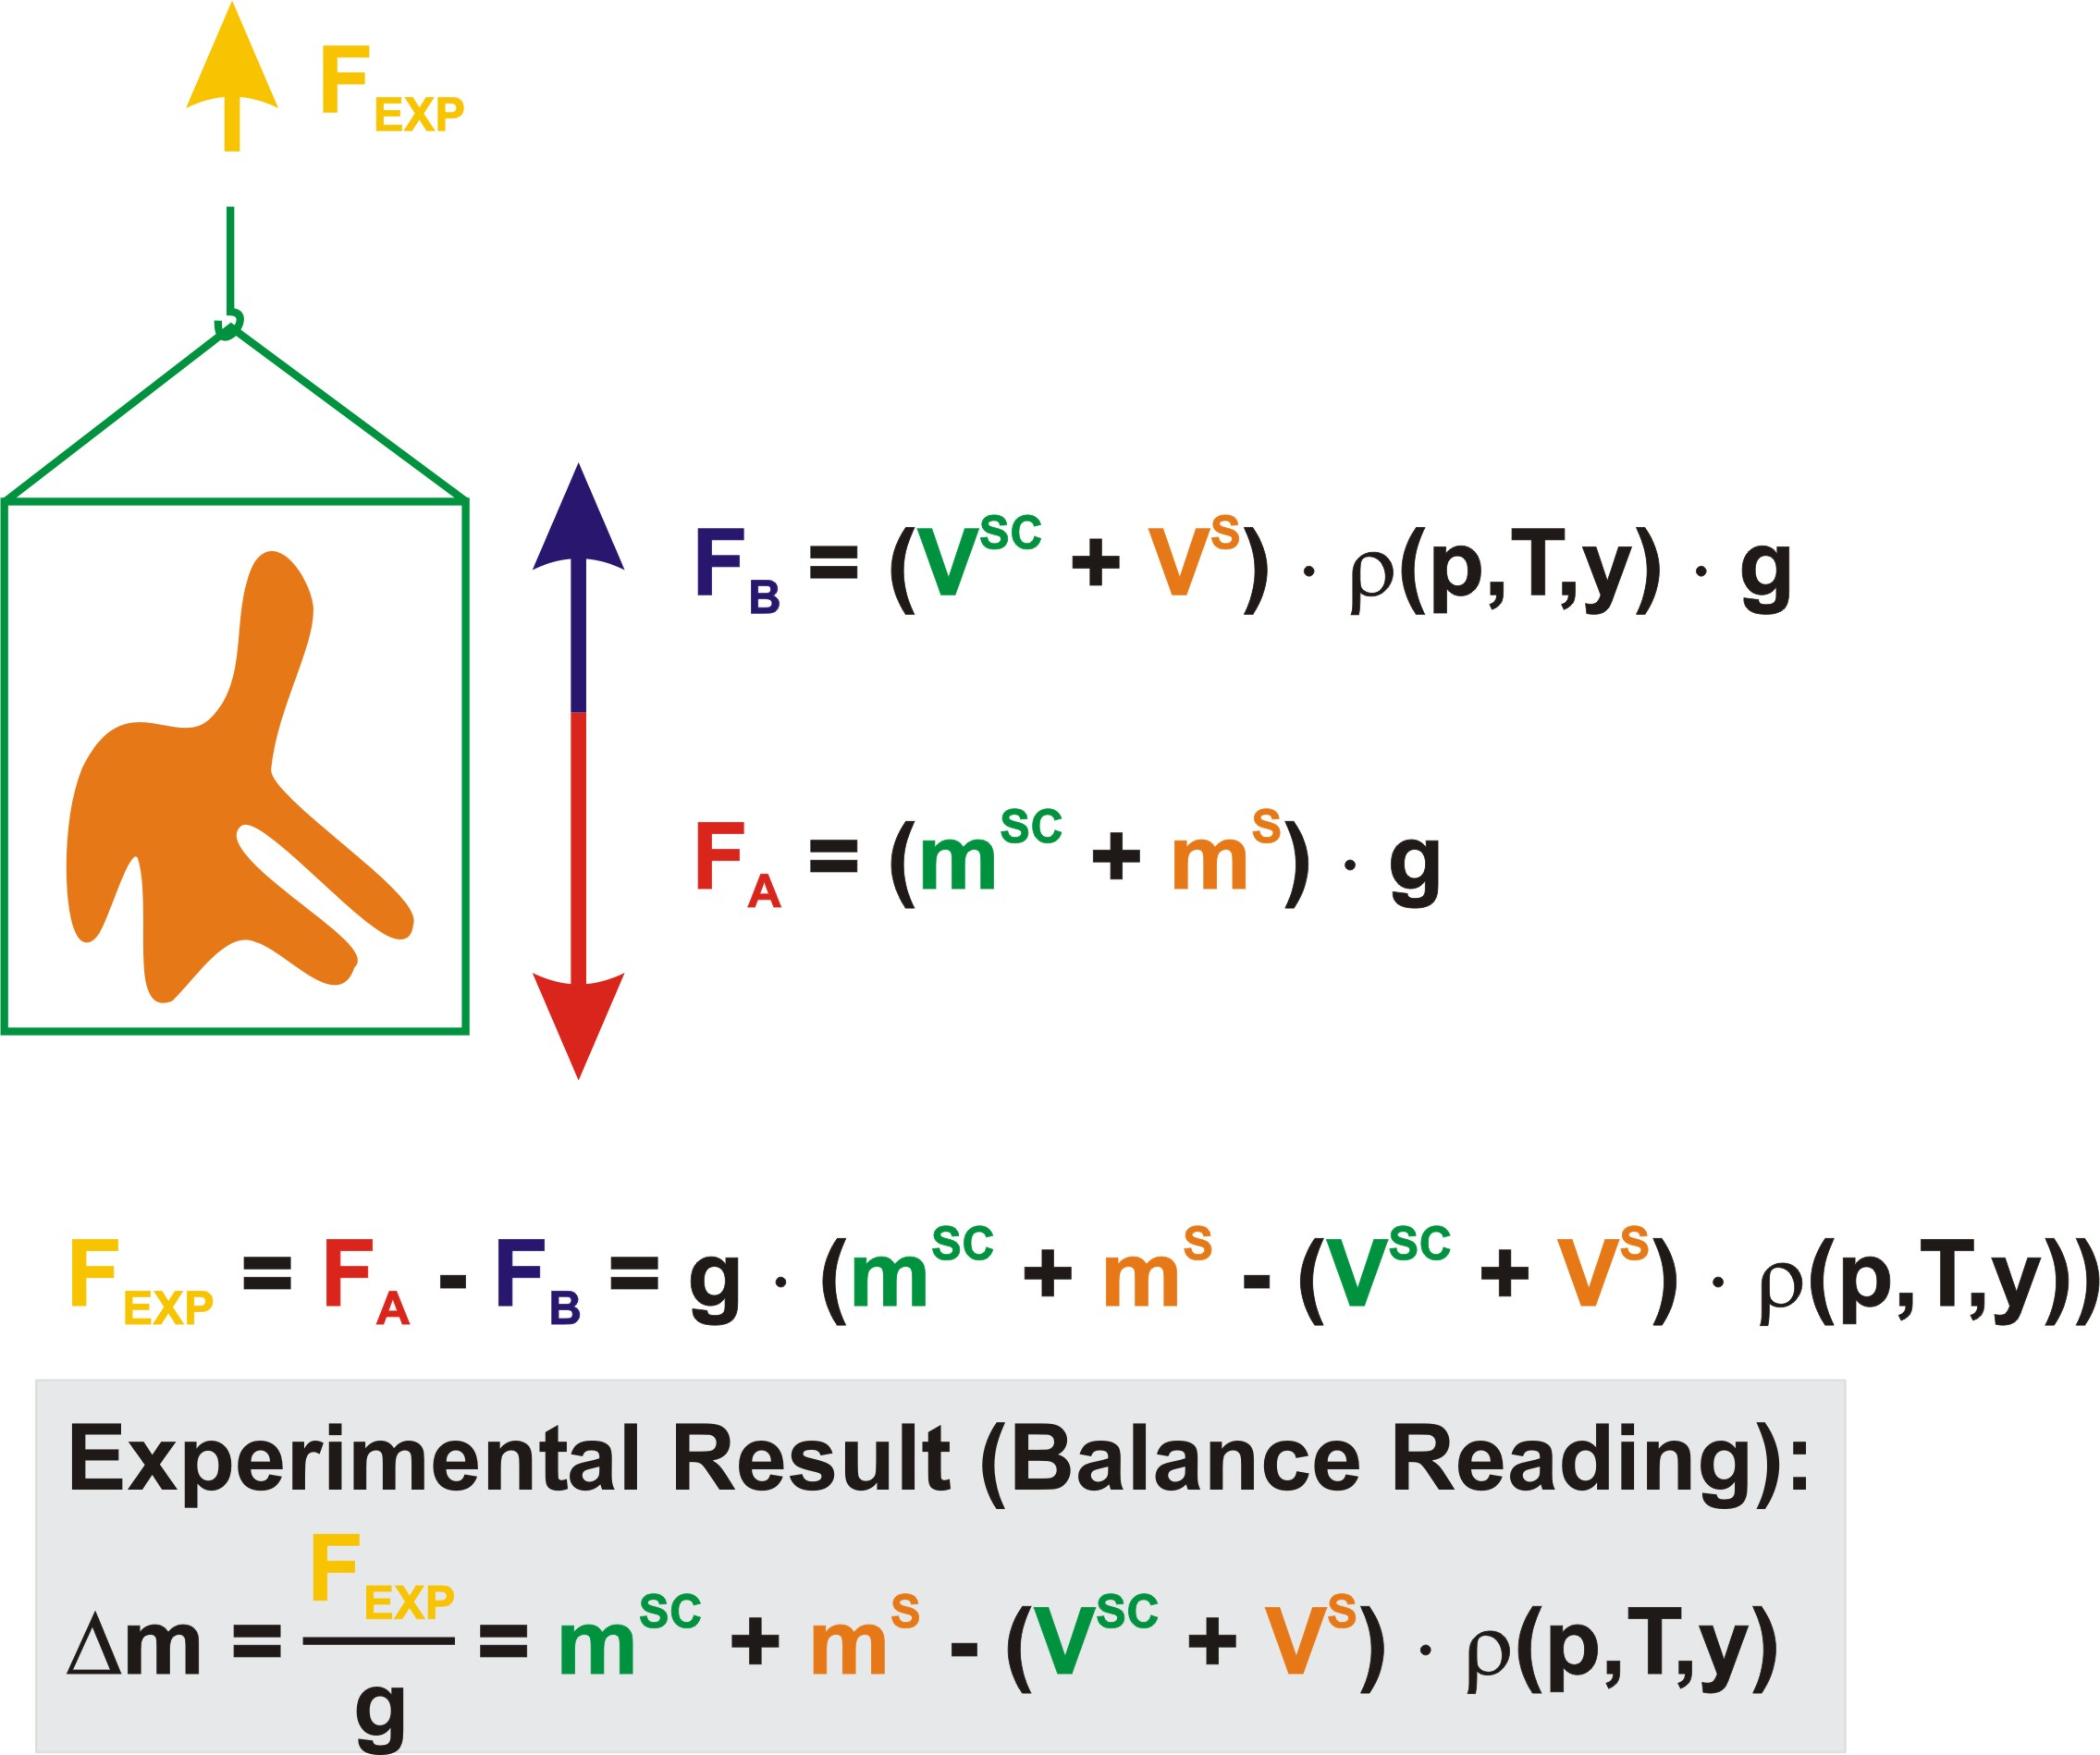 F_EXP
F_B = (V^SC + V^S) · ρ(p,T,y) · g
F_A = (m^SC + m^S) · g
F_EXP = F_A - F_B = g · (m^SC + m^S - (V^SC + V^S) · ρ(p,T,y))
Experimental Result (Balance Reading):
Δm = F_EXP / g = m^SC + m^S - (V^SC + V^S) · ρ(p,T,y)